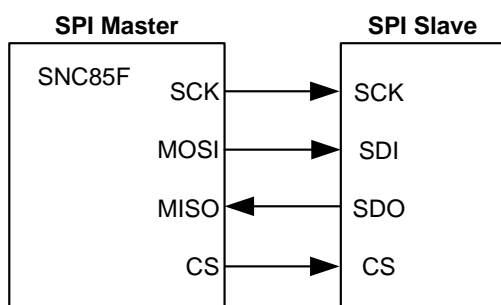 SPI Master
SPI Slave
SNC85F
SCK
SCK
MOSI
SDI
MISO
SDO
CS
CS